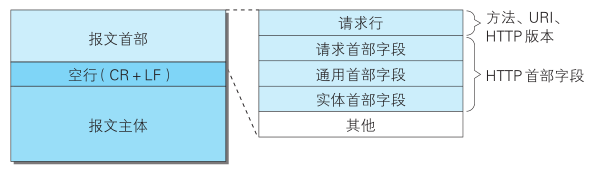 报文首部
空行(CR+LF)
报文主体
请求行
请求首部字段
通用首部字段
实体首部字段
其他
方法、URI、
HTTP 版本
HTTP 首部字段